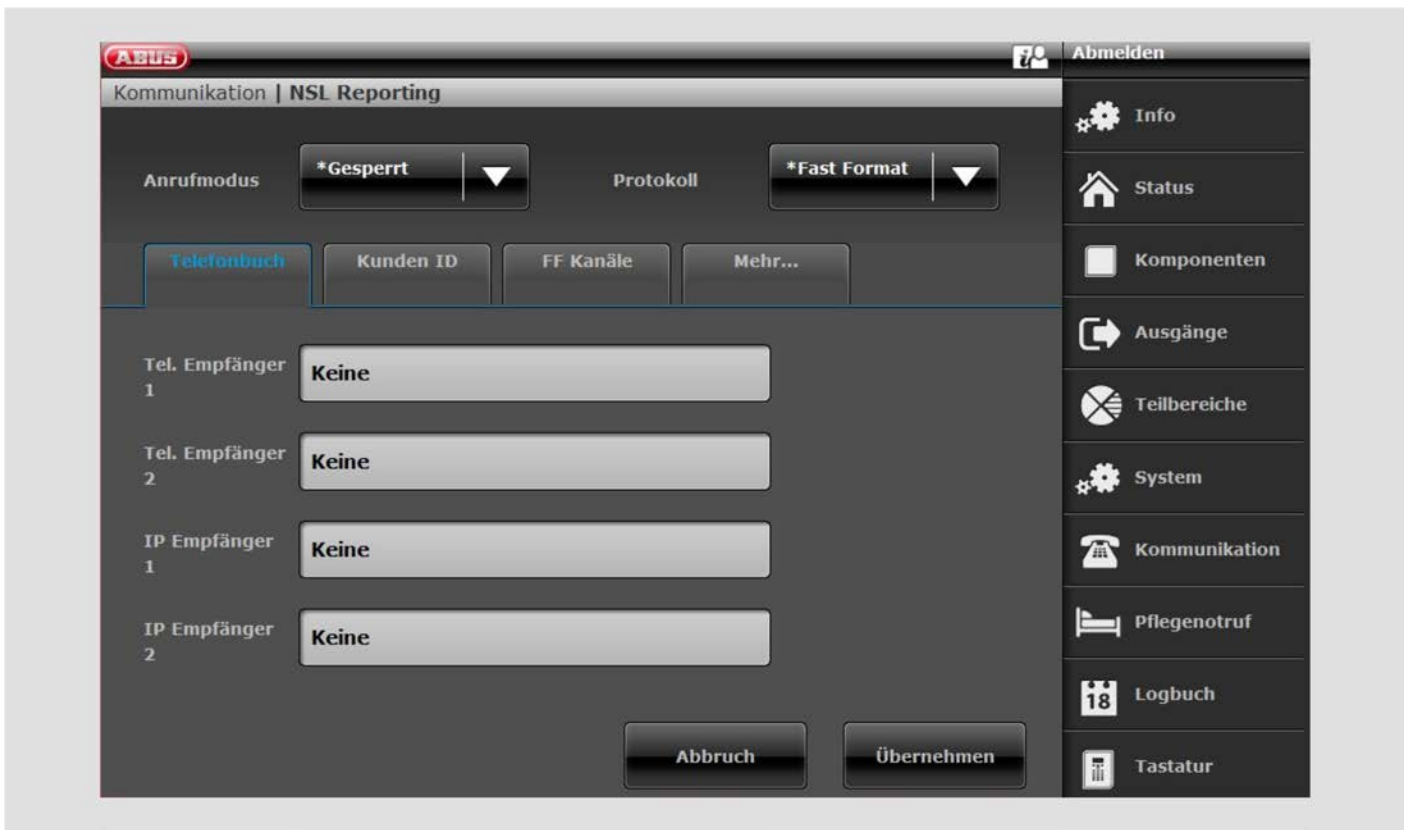 ABUS
Abmelden
Kommunikation | NSL Reporting
Info
Anrufmodus
*Gesperrt
Protokoll
*Fast Format
Status
Telefonbuch
Kunden ID
FF Kanäle
Mehr...
Komponenten
Ausgänge
Tel. Empfänger
1
Keine
Teilbereiche
Tel. Empfänger
2
Keine
System
IP Empfänger
1
Keine
Kommunikation
IP Empfänger
2
Keine
Pflegenotruf
18
Logbuch
Abbruch
Übernehmen
Tastatur